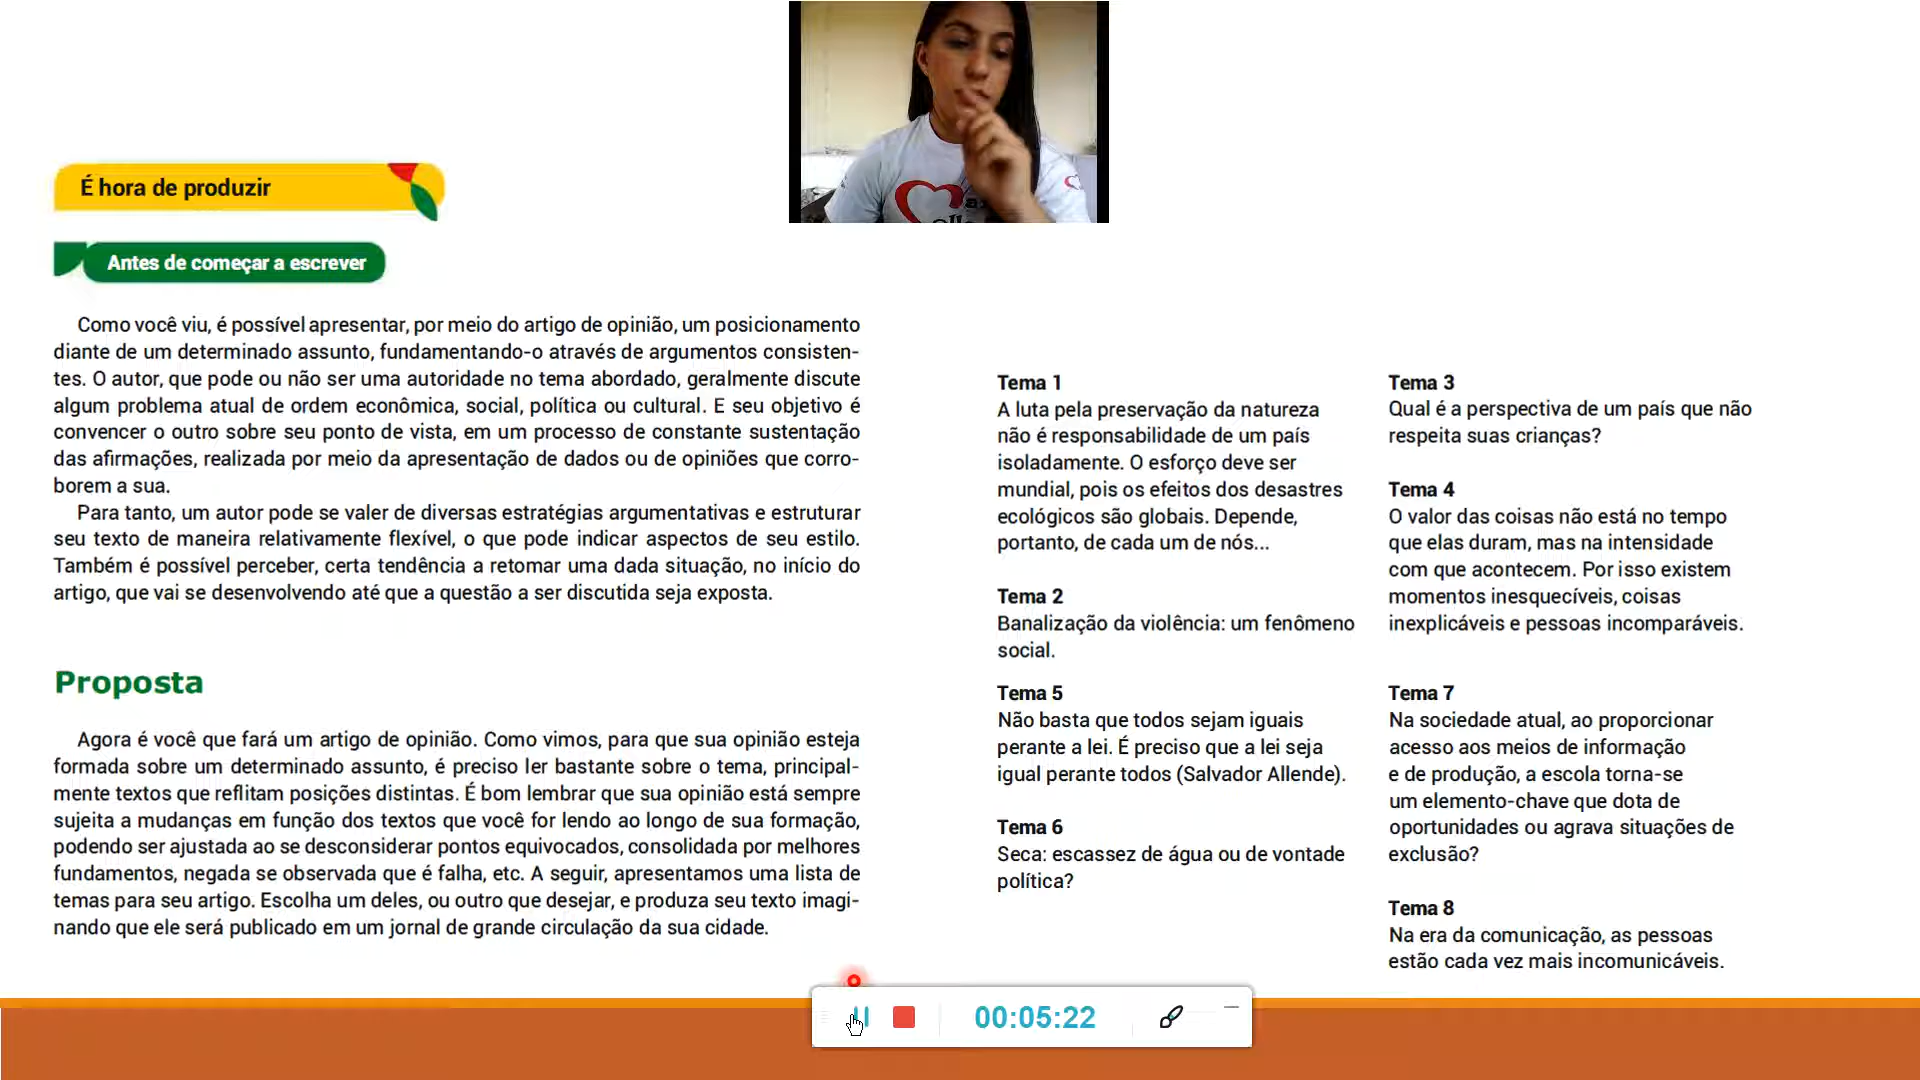 É hora de produzir
Antes de começar a escrever
Como você viu, é possível apresentar, por meio do artigo de opinião, um posicionamento
diante de um determinado assunto, fundamentando-o através de argumentos consisten-
tes. O autor, que pode ou não ser uma autoridade no tema abordado, geralmente discute
algum problema atual de ordem econômica, social, política ou cultural. E seu objetivo é
convencer o outro sobre seu ponto de vista, em um processo de constante sustentação
das afirmações, realizada por meio da apresentação de dados ou de opiniões que corro-
borem a sua.
Para tanto, um autor pode se valer de diversas estratégias argumentativas e estruturar
seu texto de maneira relativamente flexível, o que pode indicar aspectos de seu estilo.
Também é possível perceber, certa tendência a retomar uma dada situação, no início do
artigo, que vai se desenvolvendo até que a questão a ser discutida seja exposta.
Proposta
Agora é você que fará um artigo de opinião. Como vimos, para que sua opinião esteja
formada sobre um determinado assunto, é preciso ler bastante sobre o tema, principal-
mente textos que reflitam posições distintas. É bom lembrar que sua opinião está sempre
sujeita a mudanças em função dos textos que você for lendo ao longo de sua formação,
podendo ser ajustada ao se desconsiderar pontos equivocados, consolidada por melhores
fundamentos, negada se observada que é falha, etc. A seguir, apresentamos uma lista de
temas para seu artigo. Escolha um deles, ou outro que desejar, e produza seu texto imagi-
nando que ele será publicado em um jornal de grande circulação da sua cidade.
Tema 1
A luta pela preservação da natureza
não é responsabilidade de um país
isoladamente. O esforço deve ser
mundial, pois os efeitos dos desastres
ecológicos são globais. Depende,
portanto, de cada um de nós...
Tema 2
Banalização da violência: um fenômeno
social.
Tema 3
Qual é a perspectiva de um país que não
respeita suas crianças?
Tema 4
O valor das coisas não está no tempo
que elas duram, mas na intensidade
com que acontecem. Por isso existem
momentos inesquecíveis, coisas
inexplicáveis e pessoas incomparáveis.
Tema 5
Não basta que todos sejam iguais
perante a lei. É preciso que a lei seja
igual perante todos (Salvador Allende).
Tema 6
Seca: escassez de água ou de vontade
política?
Tema 7
Na sociedade atual, ao proporcionar
acesso aos meios de informação
e de produção, a escola torna-se
um elemento-chave que dota de
oportunidades ou agrava situações de
exclusão?
Tema 8
Na era da comunicação, as pessoas
estão cada vez mais incomunicáveis.
00:05:22